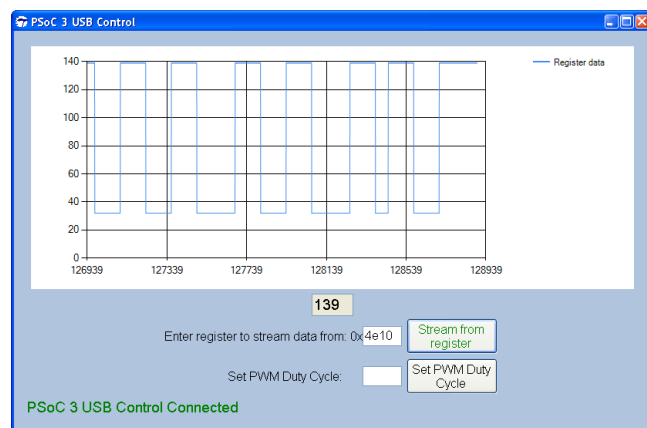 PSoC 3 USB Control
140
Register data
120
100
80
60
40
20
0
126939 127339 127739 128139 128539 128939
139
Enter register to stream data from: 0x 4e10 Stream from
register
Set PWM Duty Cycle: Set PWM Duty
Cycle
PSoC 3 USB Control Connected